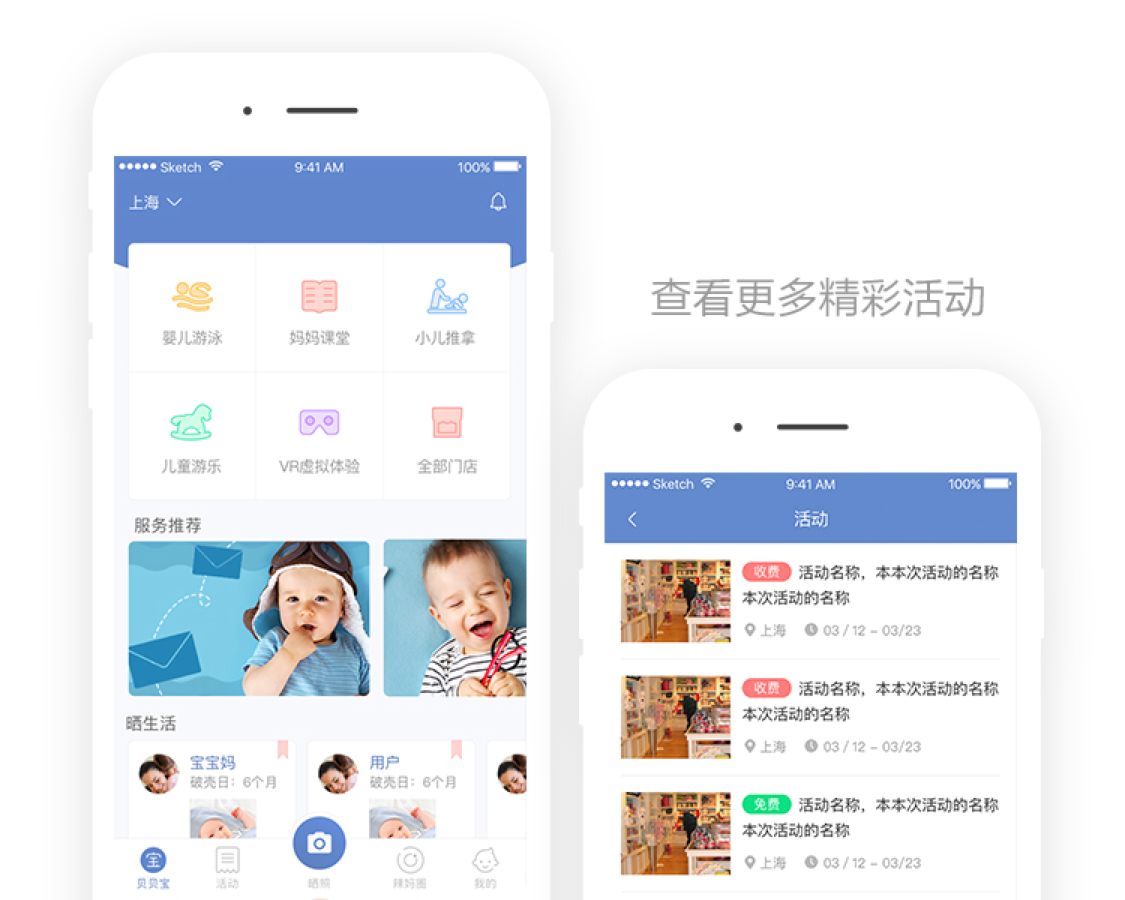 Sketch 9:41 AM 100%
上海
婴儿游泳 妈妈课堂 小儿推拿
儿童游乐 VR虚拟体验 全部门店
服务推荐
晒生活
宝宝妈 用户
破壳日：6个月 破壳日：6个月
宝
贝贝宝 活动 晒照 辣妈圈 我的
查看更多精彩活动
Sketch 9:41 AM 100%
活动
收费 活动名称，本本次活动的名称
本次活动的名称
上海 03 / 12 – 03/23
收费 活动名称，本本次活动的名称
本次活动的名称
上海 03 / 12 – 03/23
免费 活动名称，本本次活动的名称
本次活动的名称
上海 03 / 12 – 03/23